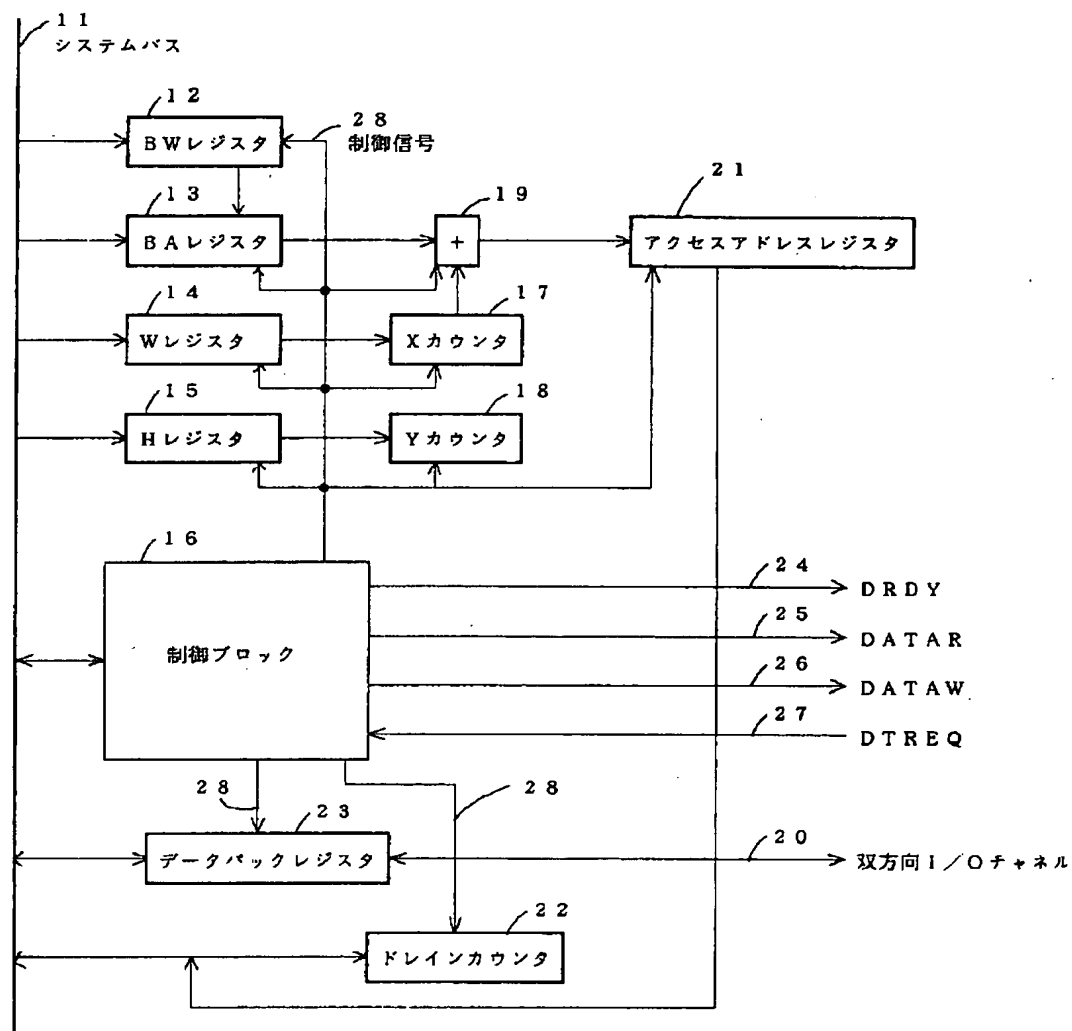 11
システムバス
12
BWレジスタ
28
制御信号
13
BAレジスタ
19
+
21
アクセスアドレスレジスタ
14
Wレジスタ
17
Xカウンタ
15
Hレジスタ
18
Yカウンタ
16
制御ブロック
24
DRDY
25
DATAR
26
DATAW
27
DTREQ
28
28
23
データパックレジスタ
20
双方向I/Oチャネル
22
ドレインカウンタ